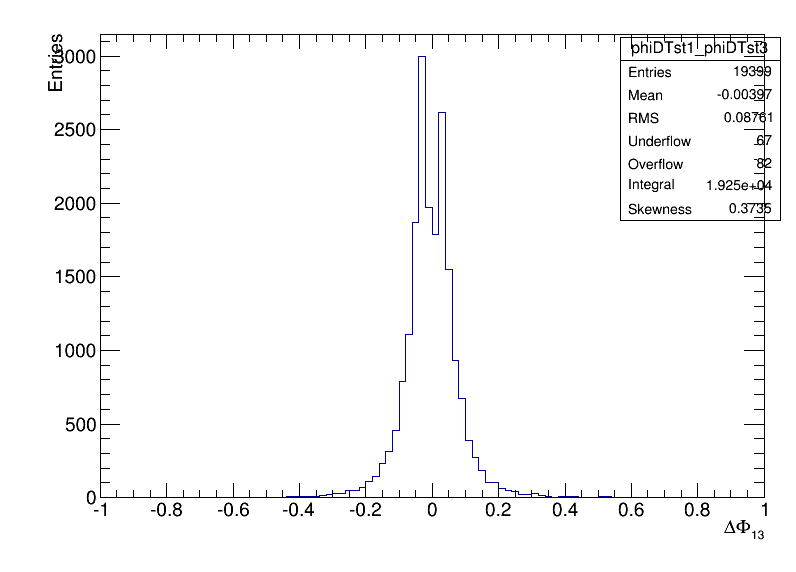 Entries
3000
2500
2000
1500
1000
500
0
phiDTst1_phiDTst3
Entries 19399
Mean -0.00397
RMS 0.08761
Underflow 67
Overflow 82
Integral 1.925e+04
Skewness 0.3735
-1 -0.8 -0.6 -0.4 -0.2 0 0.2 0.4 0.6 0.8 1
ΔΦ13